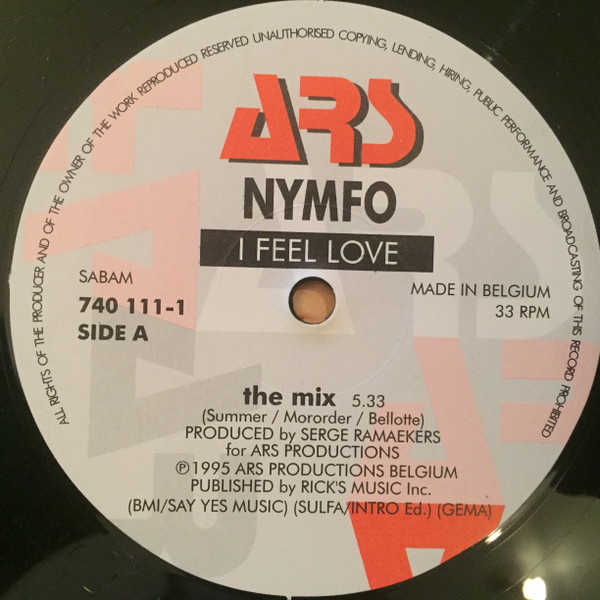 ALL RIGHTS OF THE PRODUCER AND OF THE OWNER OF THE WORK REPRODUCED RESERVED UNAUTHORISED COPYING, LENDING, HIRING, PUBLIC PERFORMANCE AND BROADCASTING OF THIS RECORD PROHIBITED
ARS
NYMFO
I FEEL LOVE
SABAM
740 111-1
SIDE A
MADE IN BELGIUM
33 RPM
the mix 5.33
(Summer / Mororder / Bellotte)
PRODUCED by SERGE RAMAEKERS
for ARS PRODUCTIONS
℗1995 ARS PRODUCTIONS BELGIUM
PUBLISHED by RICK'S MUSIC Inc.
(BMI/SAY YES MUSIC) (SULFA/INTRO Ed.) (GEMA)